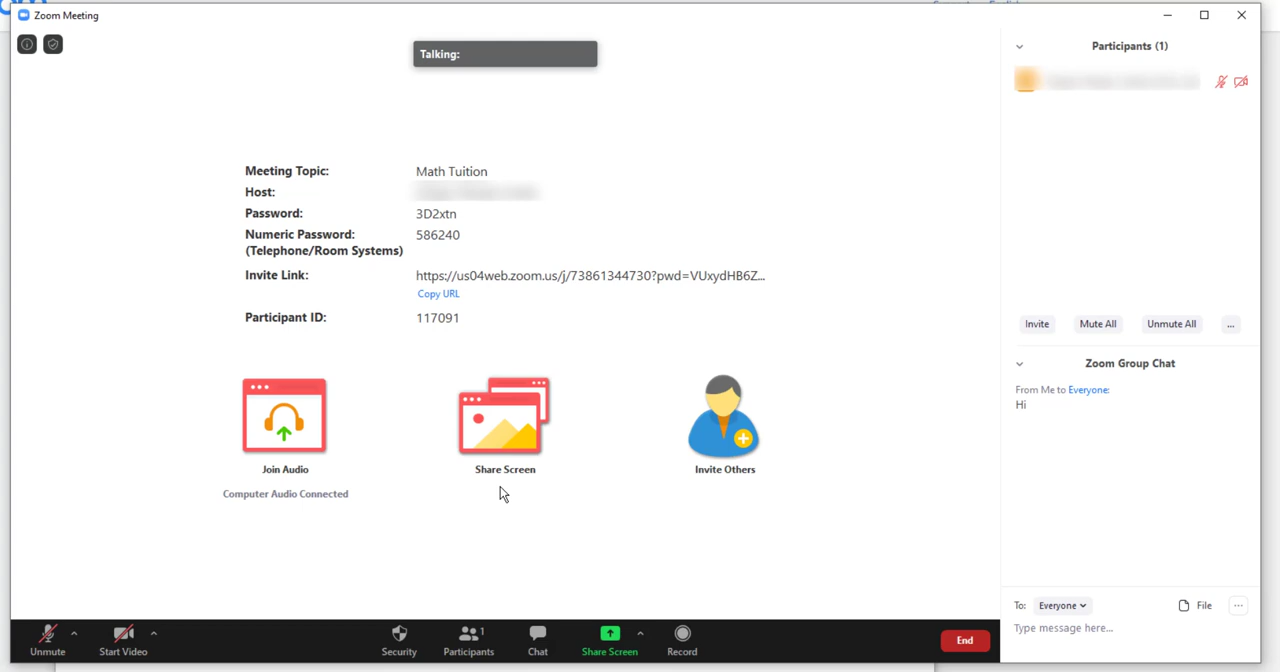 Zoom Meeting
Talking:
Meeting Topic: Math Tuition
Host:
Password: 3D2xtn
Numeric Password: 586240
(Telephone/Room Systems)
Invite Link: https://us04web.zoom.us/j/73861344730?pwd=VUxydHB6Z...
Copy URL
Participant ID: 117091
Join Audio
Share Screen
Invite Others
Computer Audio Connected
Unmute
Start Video
Security
1
Participants
Chat
Share Screen
Record
End
Participants (1)
Invite
Mute All
Unmute All
...
Zoom Group Chat
From Me to Everyone:
Hi
To: Everyone
File
...
Type message here...